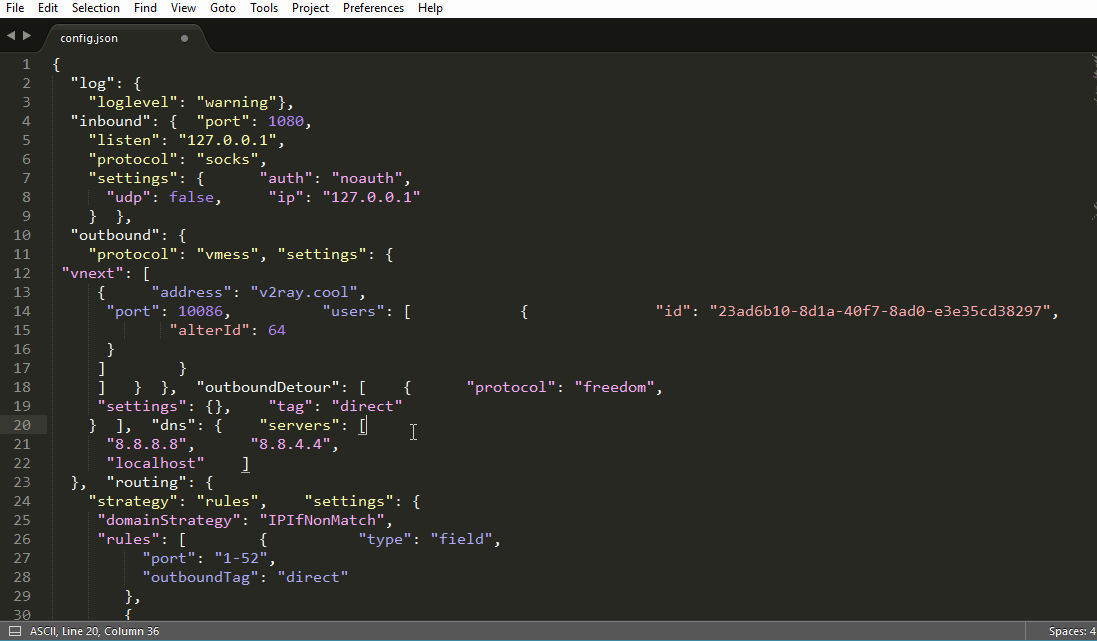 File Edit Selection Find View Goto Tools Project Preferences Help
config.json
1 {
2 "log": {
3 "loglevel": "warning"},
4 "inbound": { "port": 1080,
5 "listen": "127.0.0.1",
6 "protocol": "socks",
7 "settings": { "auth": "noauth",
8 "udp": false, "ip": "127.0.0.1"
9 } },
10 "outbound": {
11 "protocol": "vmess", "settings": {
12 "vnext": [
13 { "address": "v2ray.cool",
14 "port": 10086, "users": [ { "id": "23ad6b10-8d1a-40f7-8ad0-e3e35cd38297",
15 "alterId": 64
16 }
17 ] }
18 ] } }, "outboundDetour": [ { "protocol": "freedom",
19 "settings": {}, "tag": "direct"
20 } ], "dns": { "servers": [
21 "8.8.8.8", "8.8.4.4",
22 "localhost" ]
23 }, "routing": {
24 "strategy": "rules", "settings": {
25 "domainStrategy": "IPIfNonMatch",
26 "rules": [ { "type": "field",
27 "port": "1-52",
28 "outboundTag": "direct"
29 },
30 {
ASCII, Line 20, Column 36 Spaces: 4